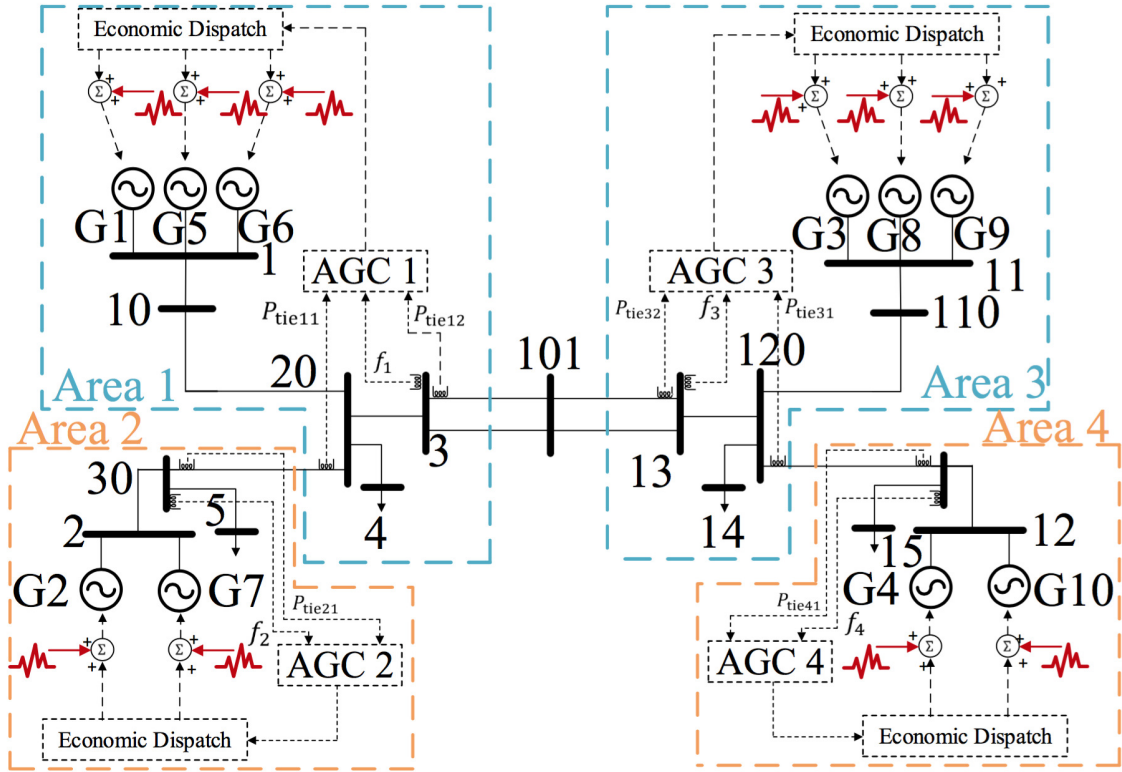 Economic Dispatch
Σ + +
Σ + +
Σ + +
G1 G5 G6
1
10
AGC 1
P_tie11
f_1
P_tie12
20
3
4
Area 1
101
Economic Dispatch
Σ + +
Σ + +
Σ + +
G3 G8 G9
11
110
AGC 3
P_tie32
f_3
P_tie31
120
13
14
Area 3
Area 2
30
5
2
G2 G7
Σ + +
Σ + +
P_tie21
f_2
AGC 2
Economic Dispatch
Area 4
15
12
G4 G10
Σ + +
Σ + +
P_tie41
f_4
AGC 4
Economic Dispatch